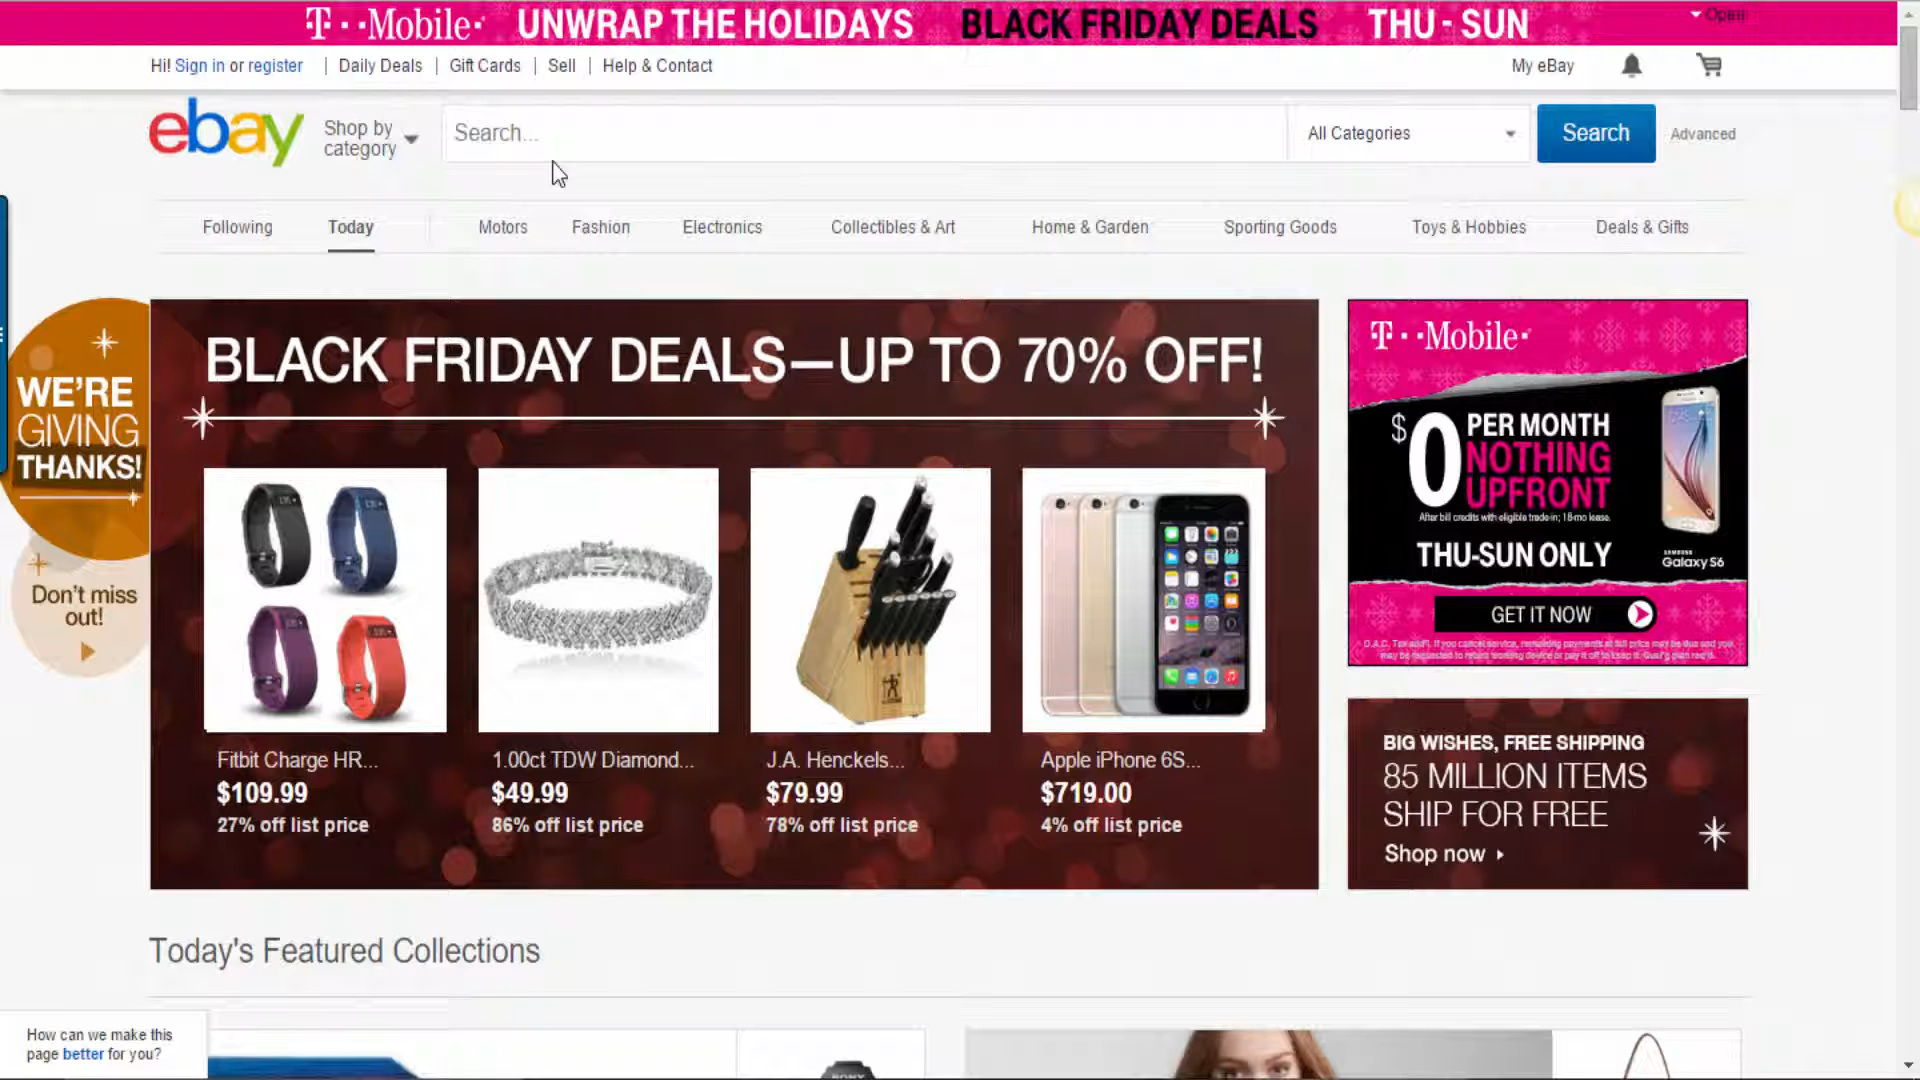 T-Mobile UNWRAP THE HOLIDAYS BLACK FRIDAY DEALS THU - SUN
Open
Hi! Sign in or register | Daily Deals | Gift Cards | Sell | Help & Contact
My eBay
ebay
Shop by
category
Search...
All Categories
Search
Advanced
Following
Today
Motors
Fashion
Electronics
Collectibles & Art
Home & Garden
Sporting Goods
Toys & Hobbies
Deals & Gifts
WE'RE
GIVING
THANKS!
Don't miss
out!
BLACK FRIDAY DEALS—UP TO 70% OFF!
Fitbit Charge HR...
$109.99
27% off list price
1.00ct TDW Diamond...
$49.99
86% off list price
J.A. Henckels...
$79.99
78% off list price
Apple iPhone 6S...
$719.00
4% off list price
T-Mobile
$0 PER MONTH
NOTHING
UPFRONT
After bill credits with eligible trade-in; 18-mo lease.
THU-SUN ONLY
SAMSUNG
Galaxy S6
GET IT NOW
BIG WISHES, FREE SHIPPING
85 MILLION ITEMS
SHIP FOR FREE
Shop now
Today's Featured Collections
How can we make this
page better for you?
SONY